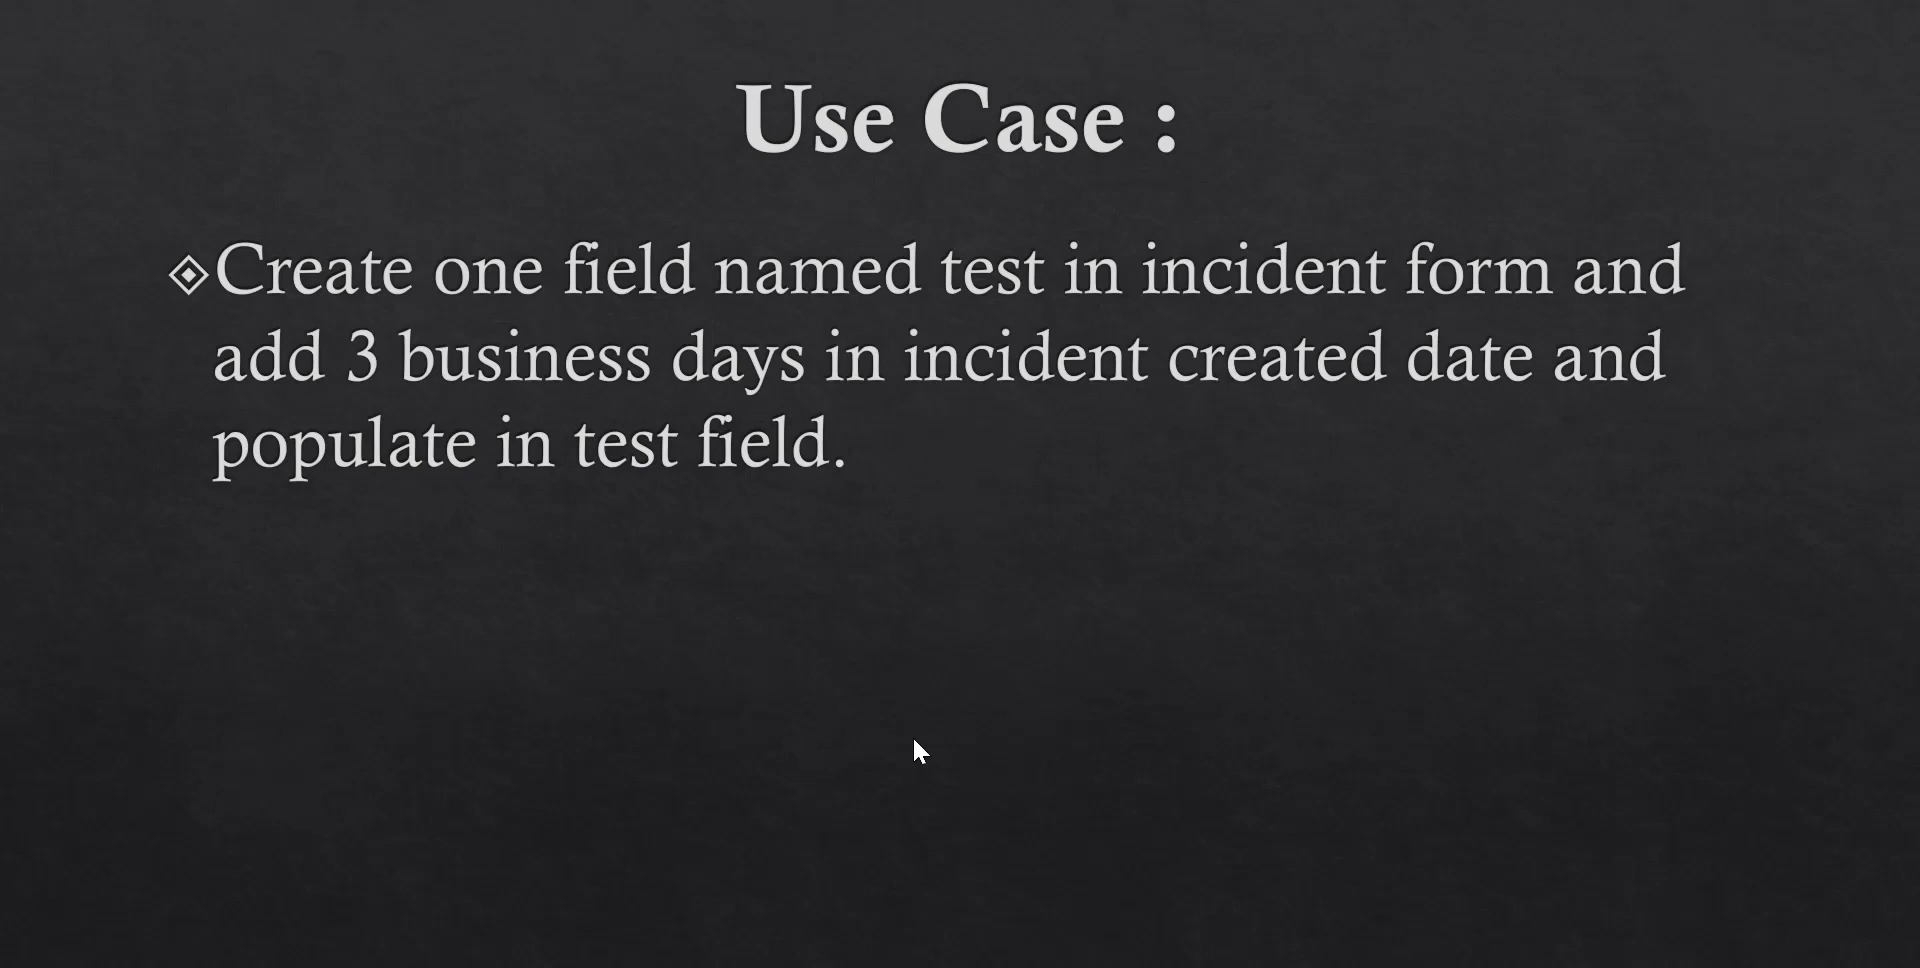 Use Case :
Create one field named test in incident form and
add 3 business days in incident created date and
populate in test field.